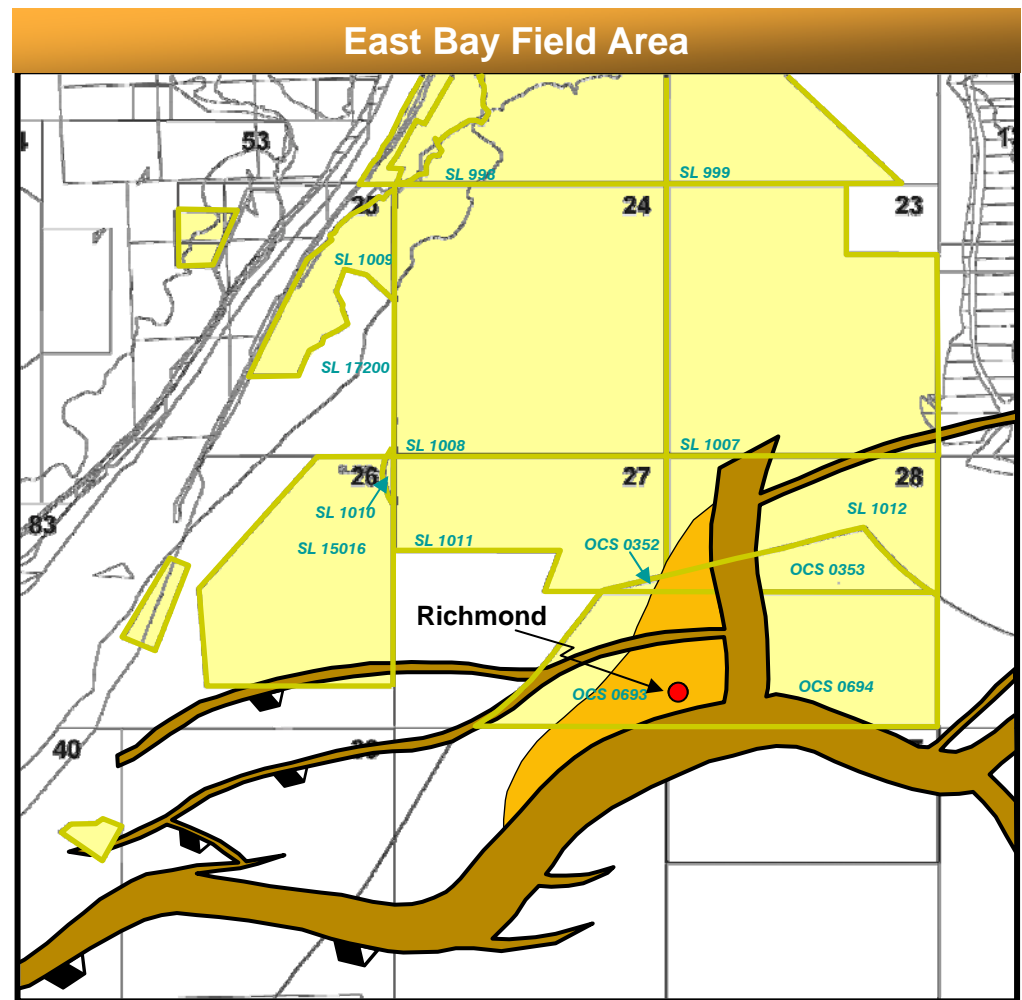 East Bay Field Area
53
SL 998
SL 999
25
24
23
SL 1009
SL 17200
SL 1008
SL 1007
26
27
28
SL 1010
SL 1011
SL 1012
83
SL 15016
OCS 0352
OCS 0353
Richmond
OCS 0693
OCS 0694
40